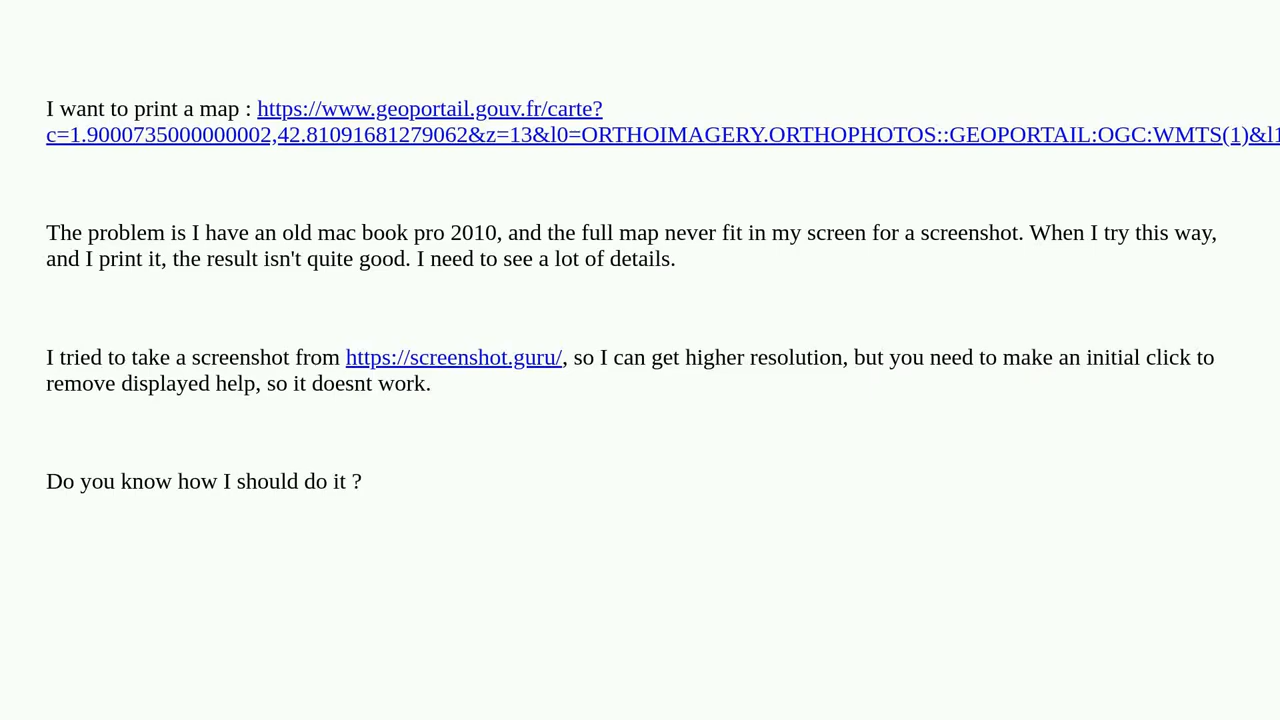 I want to print a map : https://www.geoportail.gouv.fr/carte?
c=1.9000735000000002,42.81091681279062&z=13&l0=ORTHOIMAGERY.ORTHOPHOTOS::GEOPORTAIL:OGC:WMTS(1)&l1
The problem is I have an old mac book pro 2010, and the full map never fit in my screen for a screenshot. When I try this way,
and I print it, the result isn't quite good. I need to see a lot of details.
I tried to take a screenshot from https://screenshot.guru/, so I can get higher resolution, but you need to make an initial click to
remove displayed help, so it doesnt work.
Do you know how I should do it ?